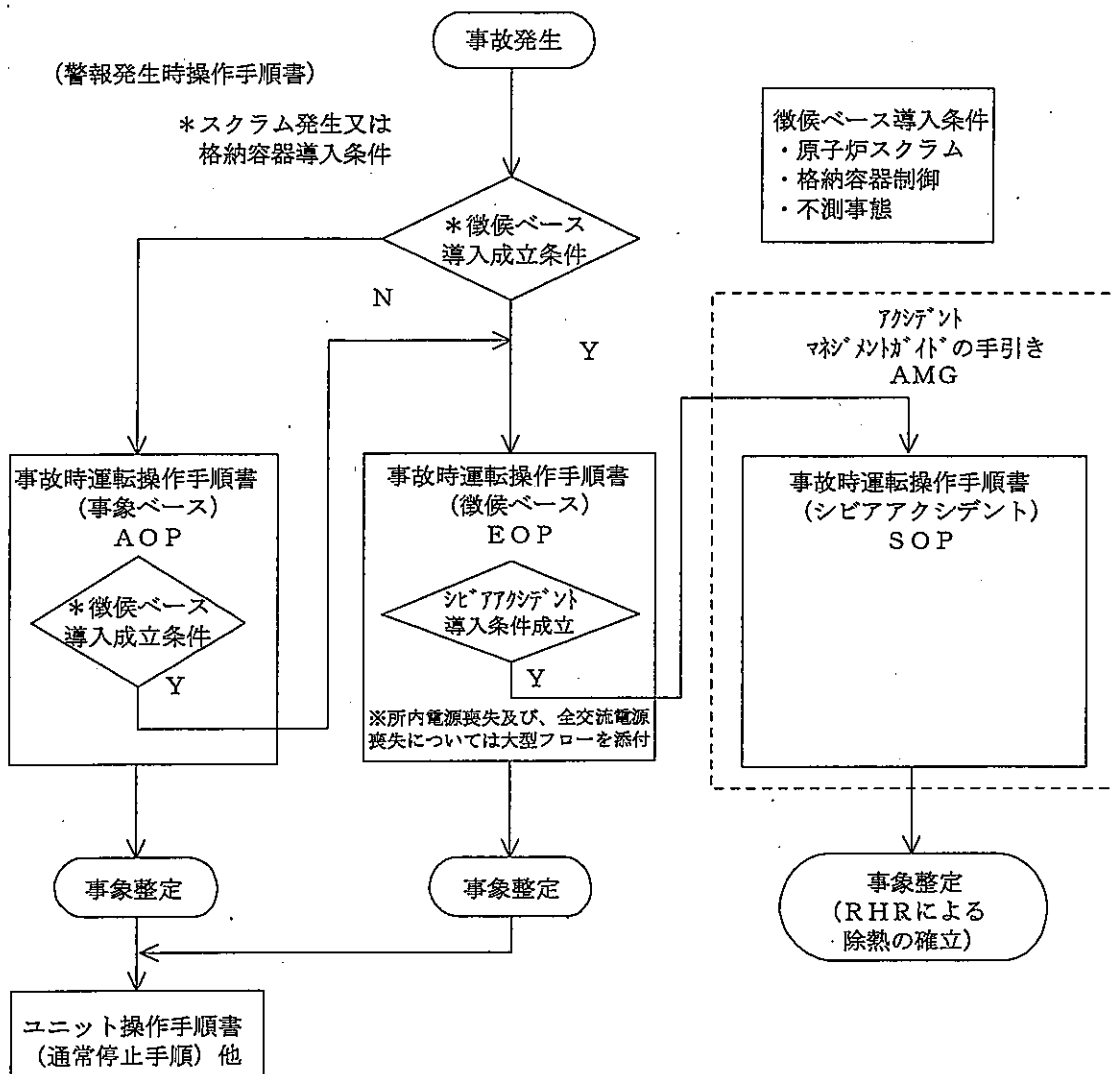 事故発生
(警報発生時操作手順書)
*スクラム発生又は
格納容器導入条件
徴候ベース導入条件
・原子炉スクラム
・格納容器制御
・不測事態
*徴候ベース
導入成立条件
N
Y
アクシデント
マネジメントガイドの手引き
AMG
事故時運転操作手順書
(事象ベース)
AOP
*徴候ベース
導入成立条件
Y
事故時運転操作手順書
(徴候ベース)
EOP
シビアアクシデント
導入条件成立
Y
※所内電源喪失及び、全交流電源
喪失については大型フローを添付
事故時運転操作手順書
(シビアアクシデント)
SOP
事象整定
事象整定
事象整定
(RHRによる
除熱の確立)
ユニット操作手順書
(通常停止手順)他